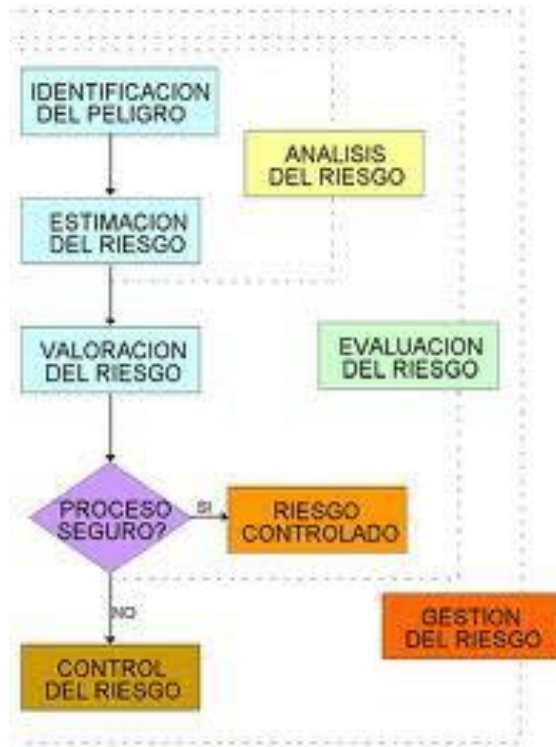 IDENTIFICACION
DEL PELIGRO
ANALISIS
DEL RIESGO
ESTIMACION
DEL RIESGO
VALORACION
DEL RIESGO
EVALUACION
DEL RIESGO
PROCESO
SEGURO?
SI
RIESGO
CONTROLADO
NO
GESTION
DEL RIESGO
CONTROL
DEL RIESGO